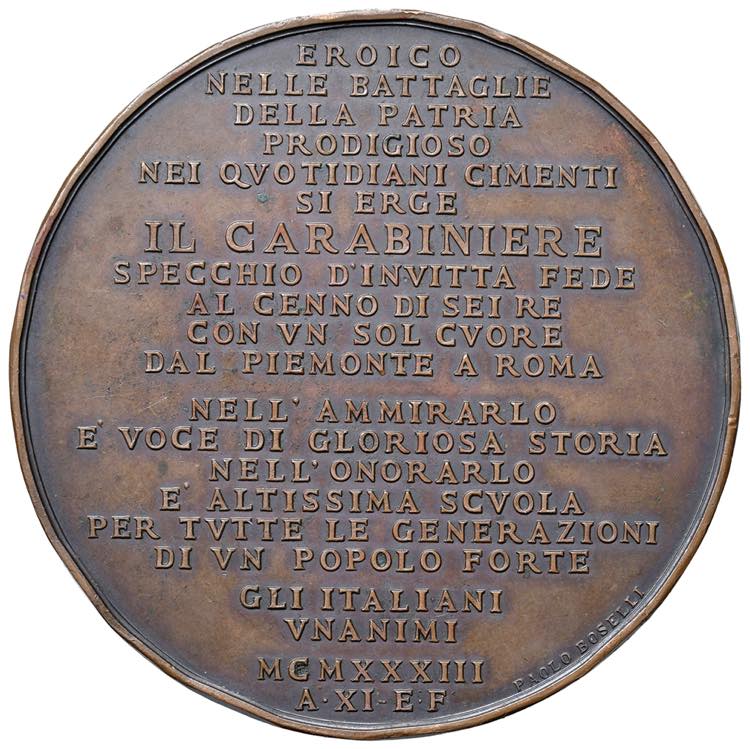 EROICO
NELLE BATTAGLIE
DELLA PATRIA
PRODIGIOSO
NEI QVOTIDIANI CIMENTI
SI ERGE
IL CARABINIERE
SPECCHIO D'INVITTA FEDE
AL CENNO DI SEI RE
CON VN SOL CVORE
DAL PIEMONTE A ROMA
NELL' AMMIRARLO
E' VOCE DI GLORIOSA STORIA
NELL'ONORARLO
E' ALTISSIMA SCVOLA
PER TVTTE LE GENERAZIONI
DI VN POPOLO FORTE
GLI ITALIANI
VNANIMI
MCMXXXIII
A·XI-E·F
PAOLO BOSELLI